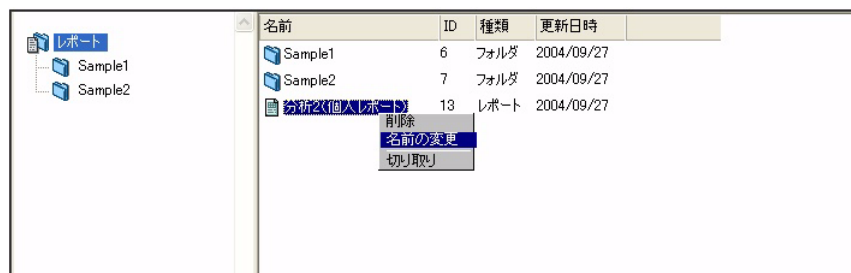 レポート
Sample1
Sample2
名前 ID 種類 更新日時
Sample1 6 フォルダ 2004/09/27
Sample2 7 フォルダ 2004/09/27
分析2(個人レポート) 13 レポート 2004/09/27
削除
名前の変更
切り取り